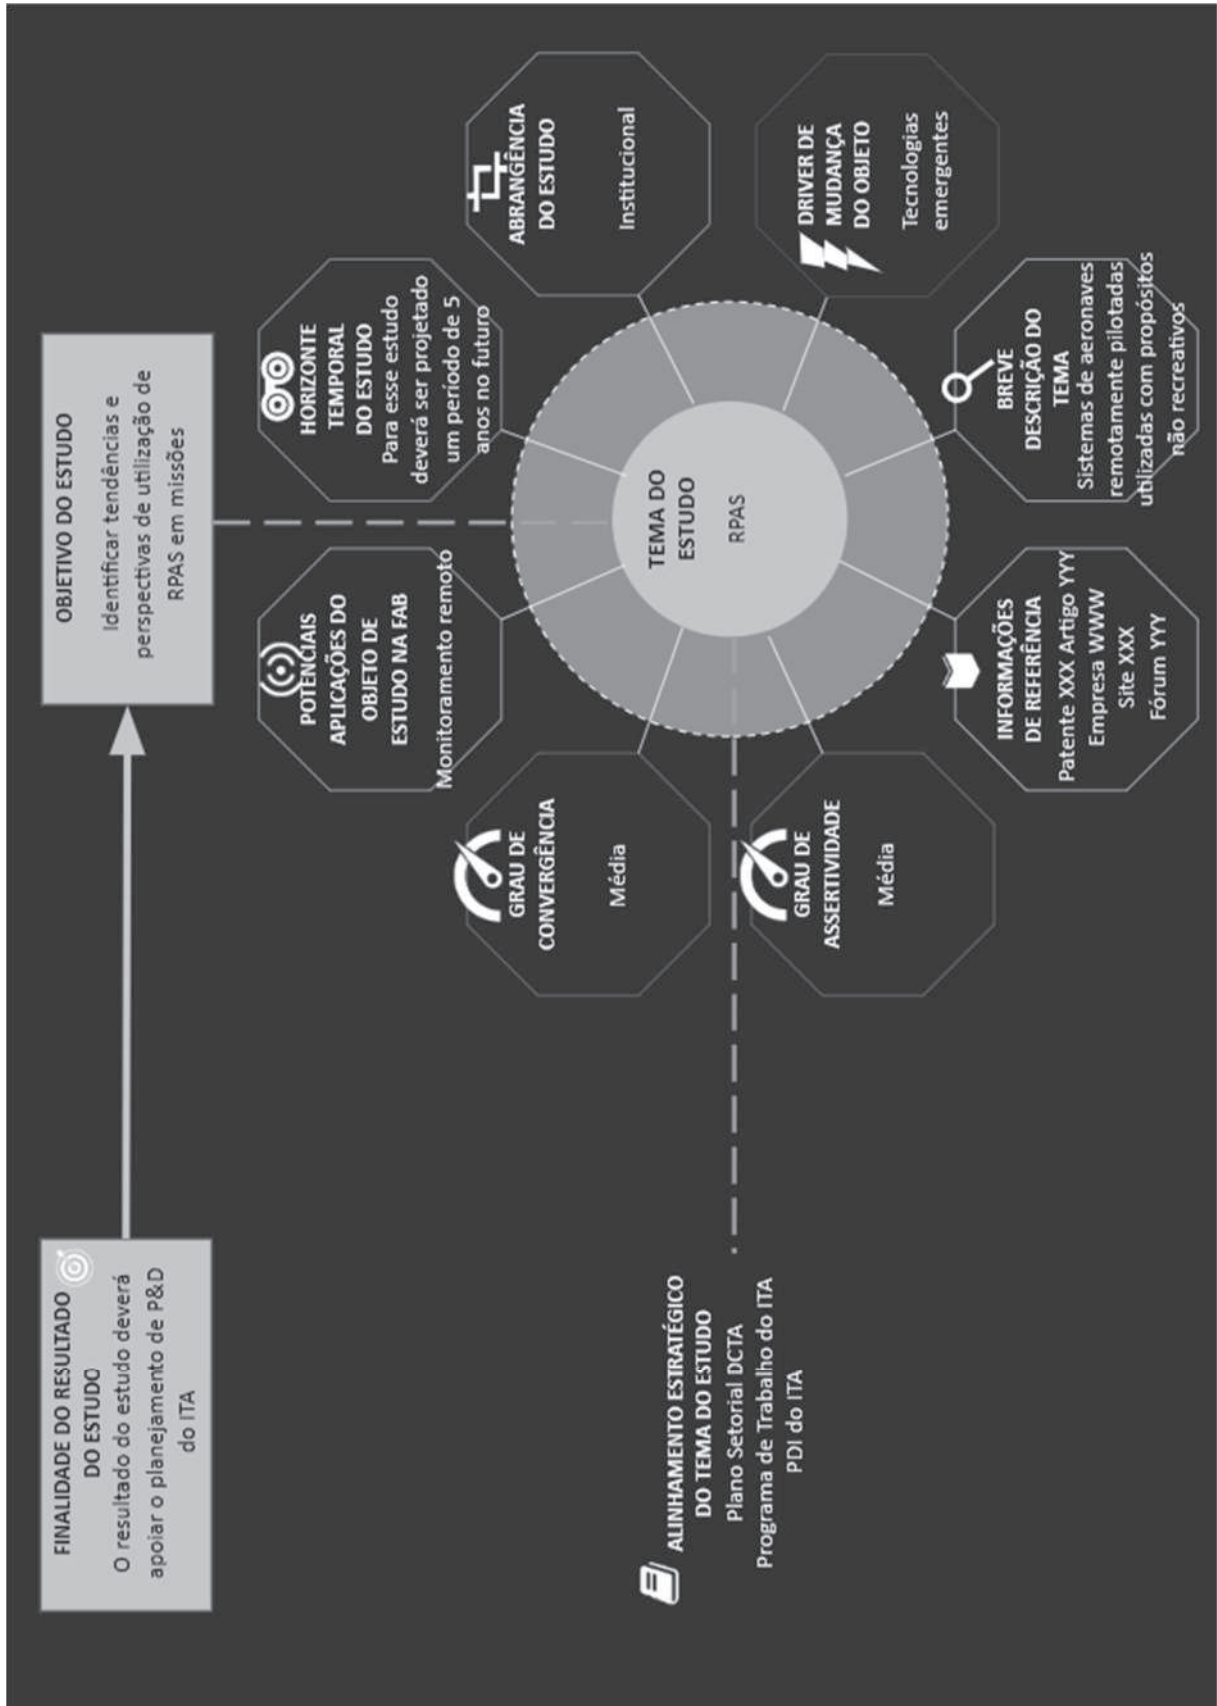 FINALIDADE DO RESULTADO
DO ESTUDO
O resultado do estudo deverá
apoiar o planejamento de P&D
do ITA
OBJETIVO DO ESTUDO
Identificar tendências e
perspectivas de utilização de
RPAS em missões
POTENCIAIS
APLICAÇÕES DO
OBJETO DE
ESTUDO NA FAB
Monitoramento remoto
HORIZONTE
TEMPORAL
DO ESTUDO
Para esse estudo
deverá ser projetado
um período de 5
anos no futuro
GRAU DE
CONVERGÊNCIA
Média
ABRANGÊNCIA
DO ESTUDO
Institucional
TEMA DO
ESTUDO
RPAS
ALINHAMENTO ESTRATÉGICO
DO TEMA DO ESTUDO
Plano Setorial DCTA
Programa de Trabalho do ITA
PDI do ITA
GRAU DE
ASSERTIVIDADE
Média
DRIVER DE
MUDANÇA
DO OBJETO
Tecnologias
emergentes
INFORMAÇÕES
DE REFERÊNCIA
Patente XXX Artigo YYY
Empresa WWW
Site XXX
Fórum YYY
BREVE
DESCRIÇÃO DO
TEMA
Sistemas de aeronaves
remotamente pilotadas
utilizadas com propósitos
não recreativos